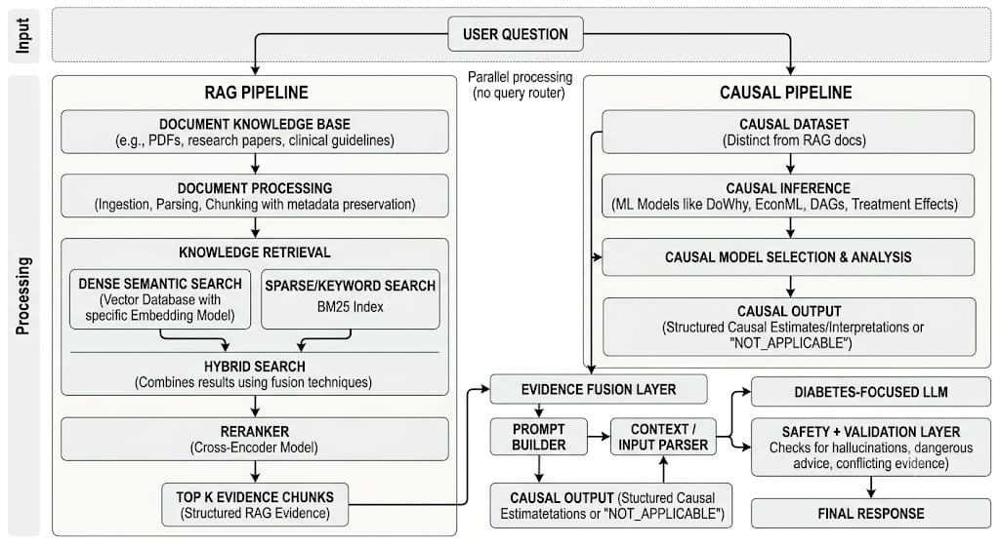 Input
USER QUESTION
Processing
Parallel processing
(no query router)
RAG PIPELINE
DOCUMENT KNOWLEDGE BASE
(e.g., PDFs, research papers, clinical guidelines)
DOCUMENT PROCESSING
(Ingestion, Parsing, Chunking with metadata preservation)
KNOWLEDGE RETRIEVAL
DENSE SEMANTIC SEARCH
(Vector Database with
specific Embedding Model)
SPARSE/KEYWORD SEARCH
BM25 Index
HYBRID SEARCH
(Combines results using fusion techniques)
RERANKER
(Cross-Encoder Model)
TOP K EVIDENCE CHUNKS
(Structured RAG Evidence)
CAUSAL PIPELINE
CAUSAL DATASET
(Distinct from RAG docs)
CAUSAL INFERENCE
(ML Models like DoWhy, EconML, DAGs, Treatment Effects)
CAUSAL MODEL SELECTION & ANALYSIS
CAUSAL OUTPUT
(Structured Causal Estimates/Interpretations or
"NOT_APPLICABLE")
EVIDENCE FUSION LAYER
PROMPT
BUILDER
CONTEXT /
INPUT PARSER
CAUSAL OUTPUT (Stuctured Causal
Estimatetations or "NOT_APPLICABLE")
DIABETES-FOCUSED LLM
SAFETY + VALIDATION LAYER
Checks for hallucinations, dangerous
advice, conflicting evidence)
FINAL RESPONSE